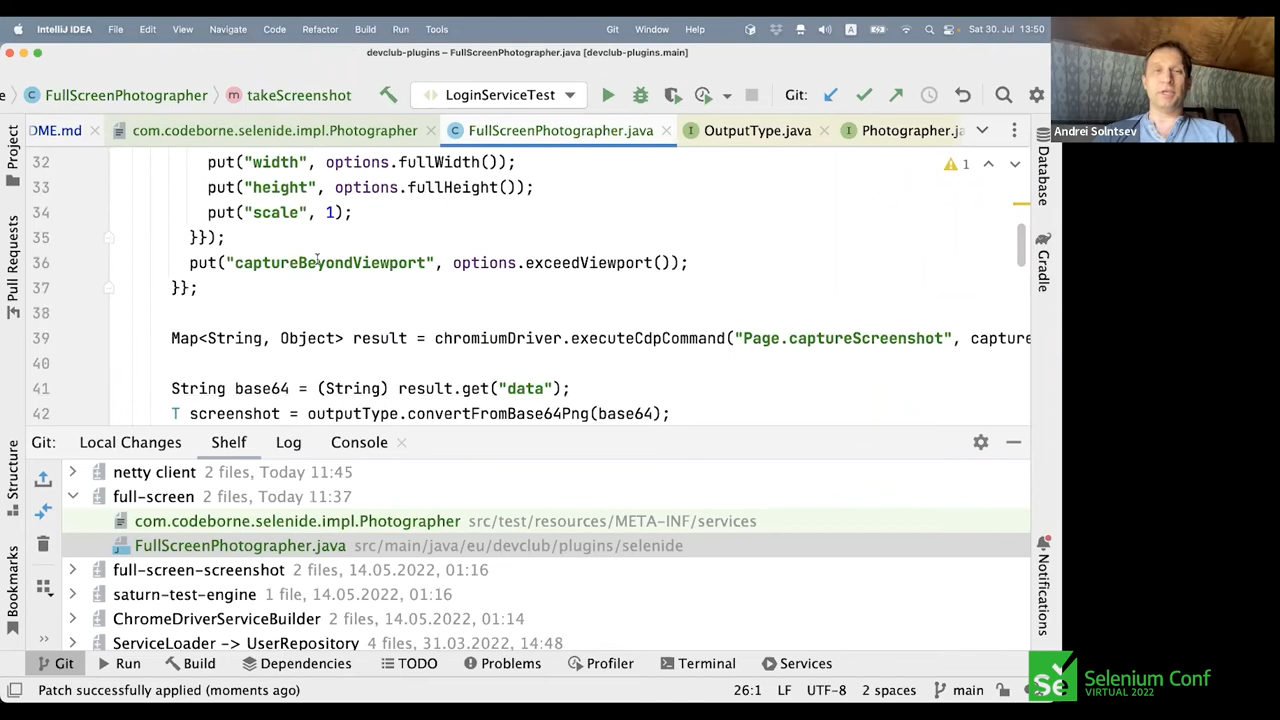 IntelliJ IDEA File Edit View Navigate Code Refactor Build Run Tools Git Window Help A Sat 30. Jul 13:50
devclub-plugins – FullScreenPhotographer.java [devclub-plugins.main]
e FullScreenPhotographer m takeScreenshot LoginServiceTest Git:
DME.md com.codeborne.selenide.impl.Photographer C FullScreenPhotographer.java I OutputType.java I Photographer.ja
32 put("width", options.fullWidth());
33 put("height", options.fullHeight());
34 put("scale", 1);
35 }});
36 put("captureBeyondViewport", options.exceedViewport());
37 }};
38
39 Map<String, Object> result = chromiumDriver.executeCdpCommand("Page.captureScreenshot", capture
40
41 String base64 = (String) result.get("data");
42 T screenshot = outputType.convertFromBase64Png(base64);
1
Project
Pull Requests
Structure
Bookmarks
Database
Gradle
Notifications
Andrei Solntsev
Git: Local Changes Shelf Log Console
netty client 2 files, Today 11:45
full-screen 2 files, Today 11:37
com.codeborne.selenide.impl.Photographer src/test/resources/META-INF/services
FullScreenPhotographer.java src/main/java/eu/devclub/plugins/selenide
full-screen-screenshot 2 files, 14.05.2022, 01:16
saturn-test-engine 1 file, 14.05.2022, 01:16
ChromeDriverServiceBuilder 2 files, 14.05.2022, 01:14
ServiceLoader -> UserRepository 4 files, 31.03.2022, 14:48
Git Run Build Dependencies TODO Problems Profiler Terminal Services
Patch successfully applied (moments ago) 26:1 LF UTF-8 2 spaces main
Se Selenium Conf
VIRTUAL 2022